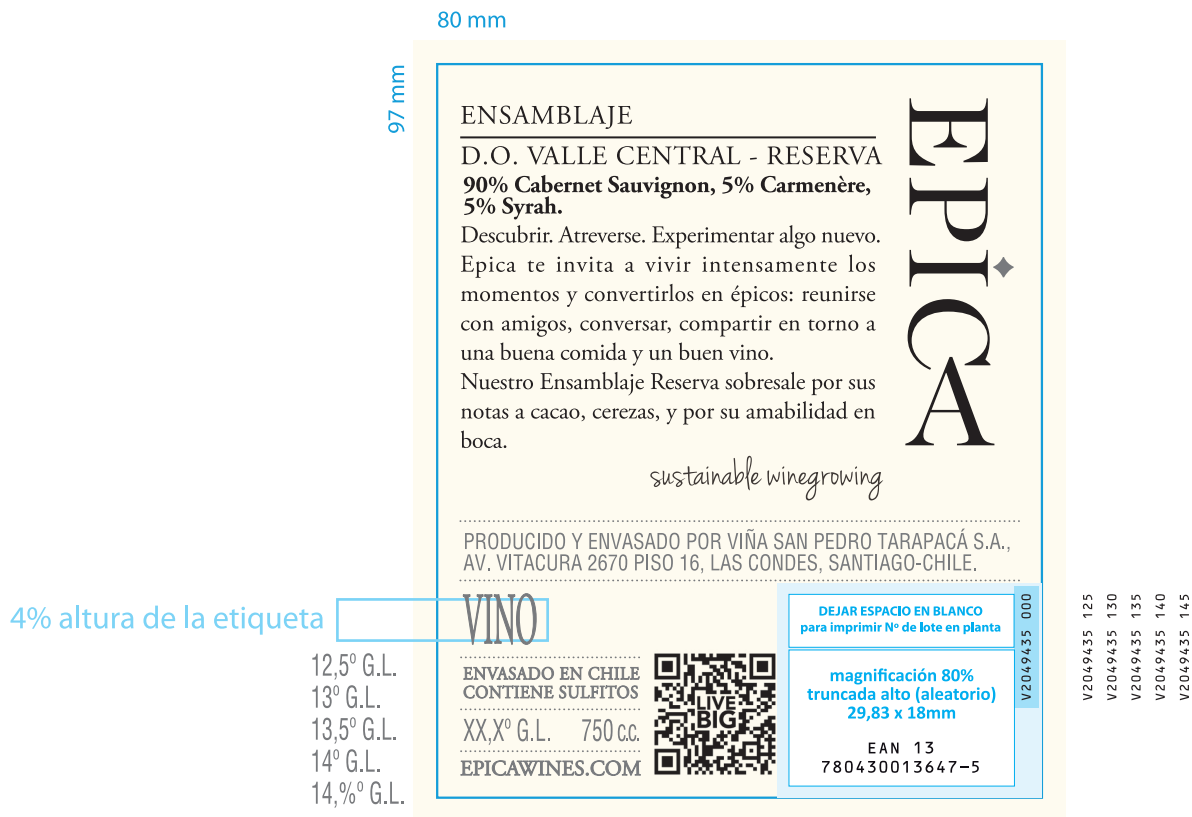 80 mm
97 mm
ENSAMBLAJE
D.O. VALLE CENTRAL - RESERVA
90% Cabernet Sauvignon, 5% Carmenère,
5% Syrah.
Descubrir. Atreverse. Experimentar algo nuevo.
Epica te invita a vivir intensamente los
momentos y convertirlos en épicos: reunirse
con amigos, conversar, compartir en torno a
una buena comida y un buen vino.
Nuestro Ensamblaje Reserva sobresale por sus
notas a cacao, cerezas, y por su amabilidad en
boca.
EPICA
sustainable winegrowing
PRODUCIDO Y ENVASADO POR VIÑA SAN PEDRO TARAPACÁ S.A.,
AV. VITACURA 2670 PISO 16, LAS CONDES, SANTIAGO-CHILE.
4% altura de la etiqueta
VINO
12,5º G.L.
13º G.L.
13,5º G.L.
14º G.L.
14,%º G.L.
ENVASADO EN CHILE
CONTIENE SULFITOS
XX,Xº G.L. 750 c.c.
EPICAWINES.COM
LIVE
BIG
DEJAR ESPACIO EN BLANCO
para imprimir Nº de lote en planta
magnificación 80%
truncada alto (aleatorio)
29,83 x 18mm
EAN 13
780430013647-5
V2049435 000
V2049435 125
V2049435 130
V2049435 135
V2049435 140
V2049435 145